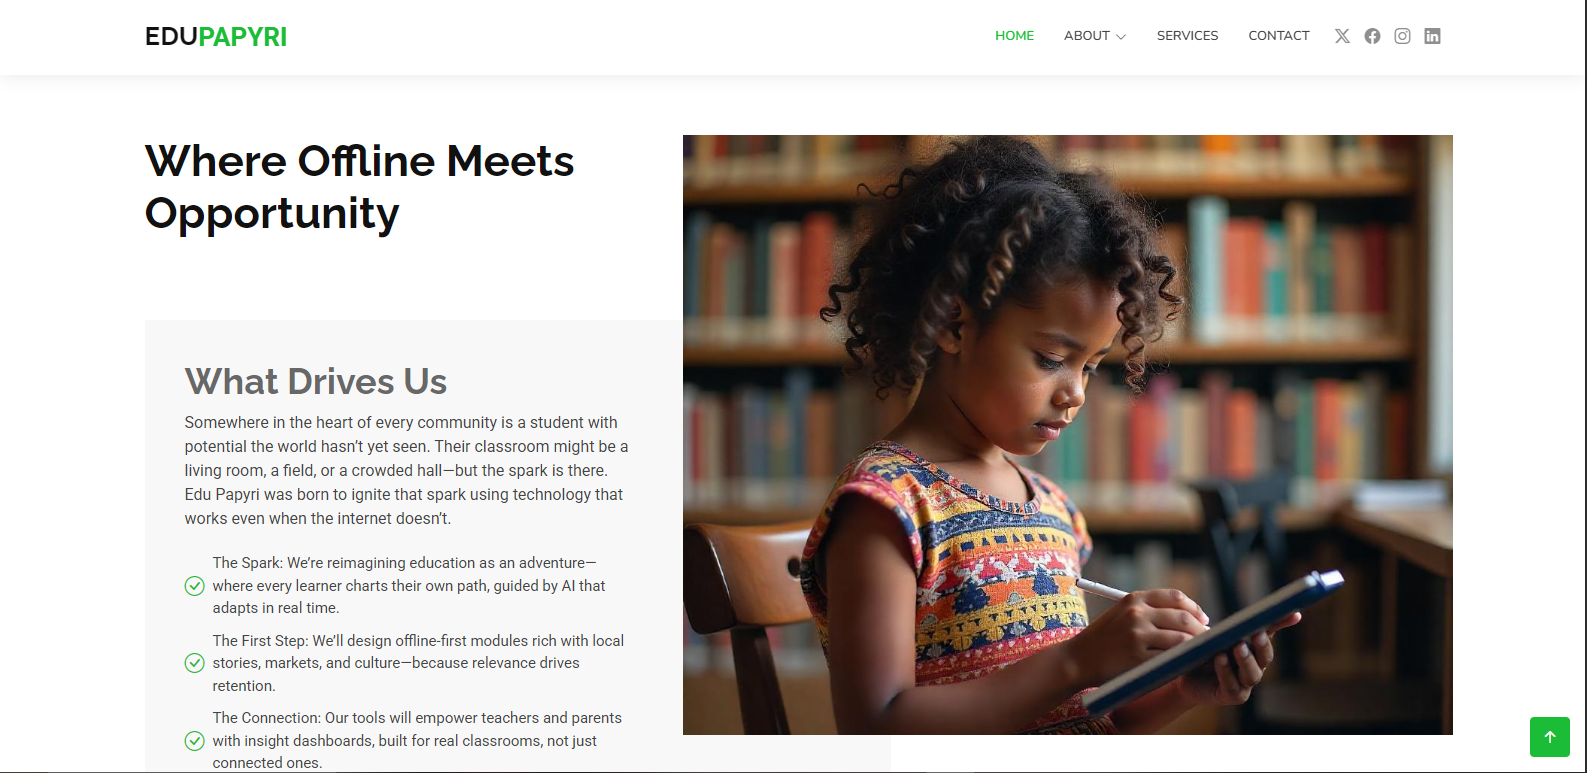 EDUPAPYRI
HOME ABOUT SERVICES CONTACT
Where Offline Meets
Opportunity
What Drives Us
Somewhere in the heart of every community is a student with
potential the world hasn’t yet seen. Their classroom might be a
living room, a field, or a crowded hall—but the spark is there.
Edu Papyri was born to ignite that spark using technology that
works even when the internet doesn’t.
The Spark: We’re reimagining education as an adventure—
where every learner charts their own path, guided by AI that
adapts in real time.
The First Step: We’ll design offline-first modules rich with local
stories, markets, and culture—because relevance drives
retention.
The Connection: Our tools will empower teachers and parents
with insight dashboards, built for real classrooms, not just
connected ones.